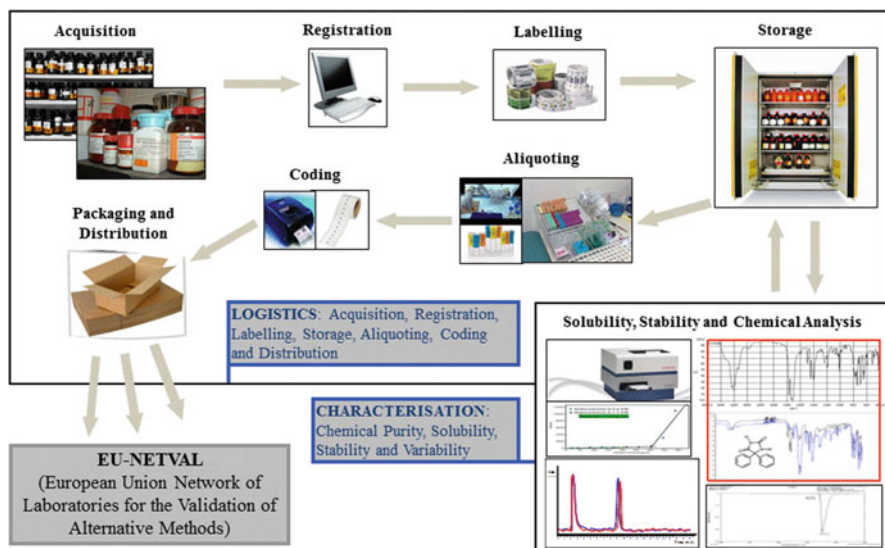 Acquisition
Registration
Labelling
Storage
Aliquoting
Coding
Packaging and
Distribution
LOGISTICS: Acquisition, Registration,
Labelling, Storage, Aliquoting, Coding
and Distribution
Solubility, Stability and Chemical Analysis
CHARACTERISATION:
Chemical Purity, Solubility,
Stability and Variability
EU-NETVAL
(European Union Network of
Laboratories for the Validation of
Alternative Methods)